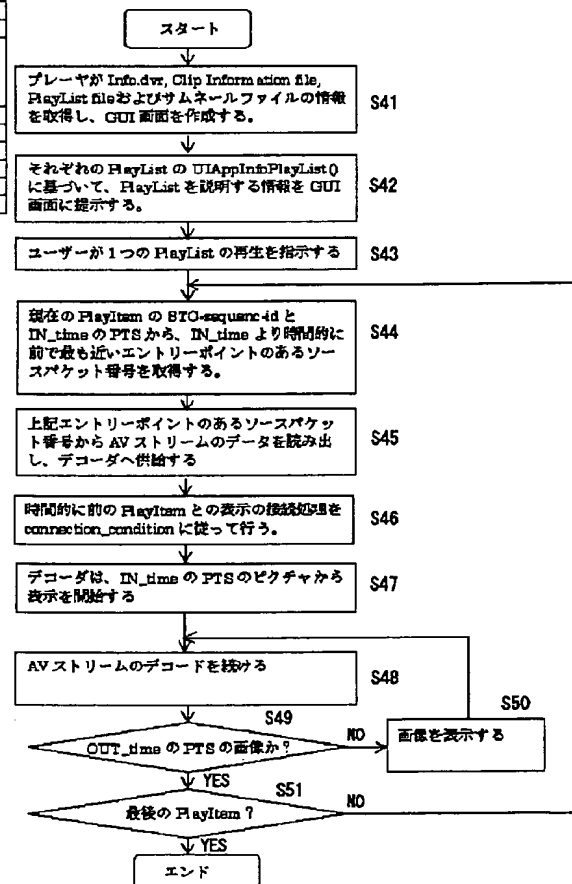 スタート
プレーヤが Info.dvr, Clip Information file,
PlayList fileおよびサムネールファイルの情報
を取得し、GUI 画面を作成する。
S41
それぞれの PlayList の UIAppInfoPlayList()
に基づいて、PlayList を説明する情報を GUI
画面に提示する。
S42
ユーザーが 1 つの PlayList の再生を指示する
S43
現在の PlayItem の STC-sequence-id と
IN_time の PTS から、IN_time より時間的に
前で最も近いエントリーポイントのあるソー
スパケット番号を取得する。
S44
上記エントリーポイントのあるソースパケッ
ト番号から AV ストリームのデータを読み出
し、デコーダへ供給する
S45
時間的に前の PlayItem との表示の接続処理を
connection_condition に従って行う。
S46
デコーダは、IN_time の PTS のピクチャから
表示を開始する
S47
AV ストリームのデコードを続ける
S48
S49
OUT_time の PTS の画像か？
NO
S50
画像を表示する
YES
S51
最後の PlayItem？
NO
YES
エンド